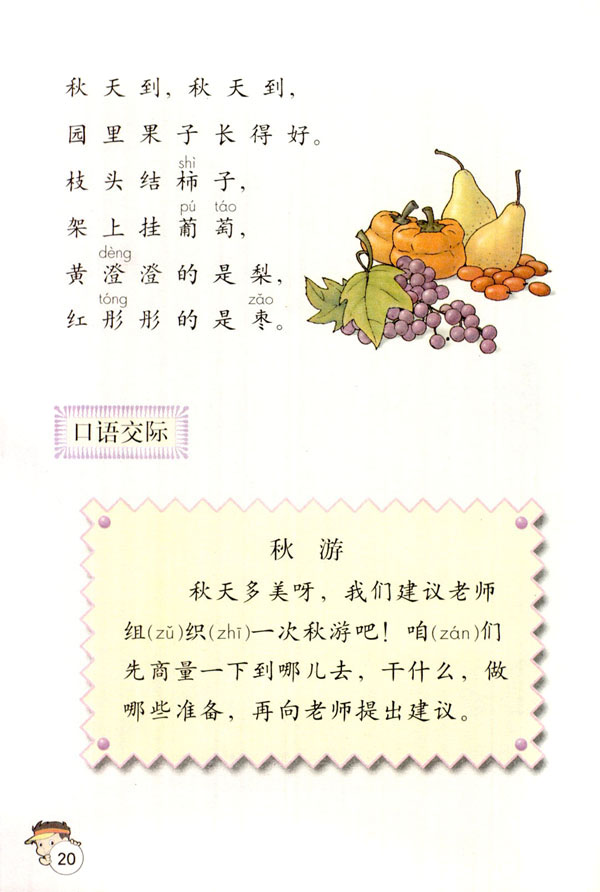 秋天到，秋天到，
园里果子长得好。
shì
枝头结柿子，
pú táo
架上挂葡萄，
dèng
黄澄澄的是梨，
tóng zǎo
红彤彤的是枣。
口语交际
秋 游
秋天多美呀，我们建议老师
组(zǔ)织(zhī)一次秋游吧！咱(zán)们
先商量一下到哪儿去，干什么，做
哪些准备，再向老师提出建议。
20